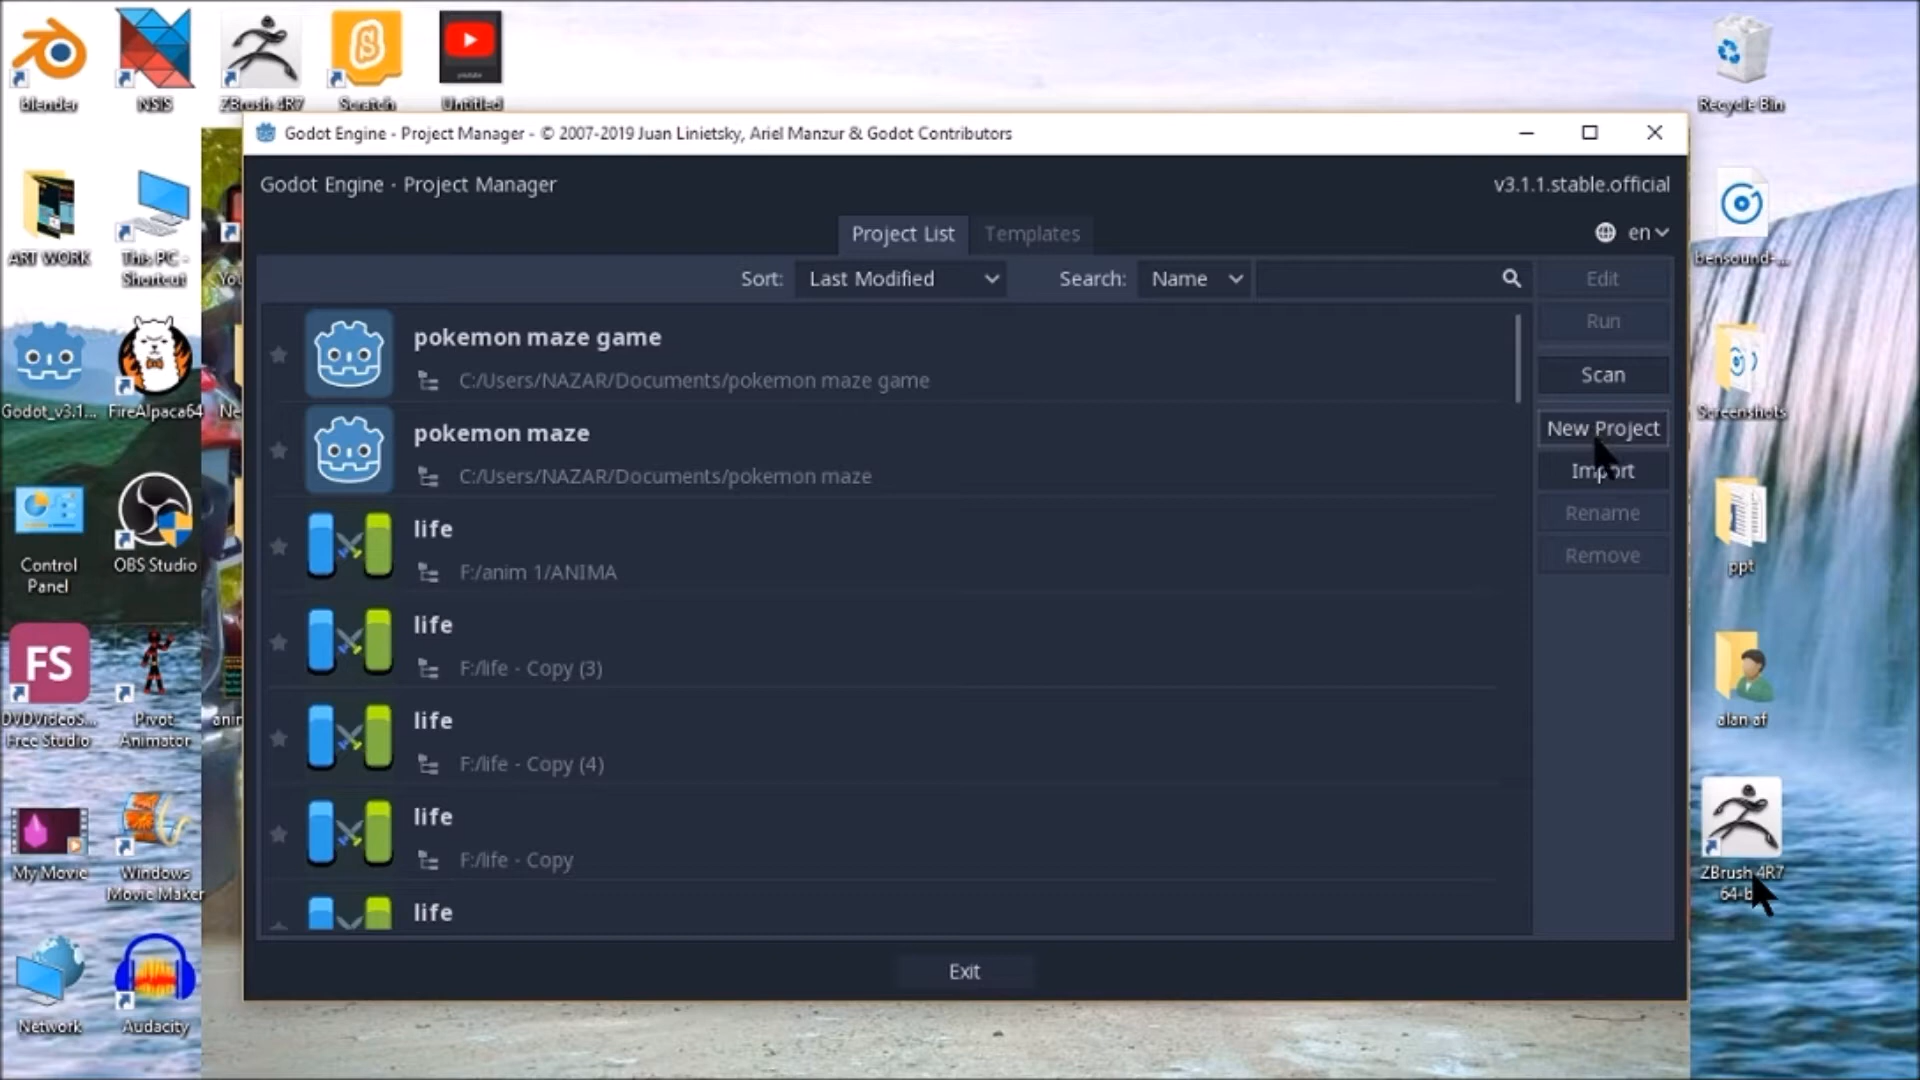 blender
NSIS
ZBrush 4R7
Scratch
Untitled
Recycle Bin
Godot Engine - Project Manager - © 2007-2019 Juan Linietsky, Ariel Manzur & Godot Contributors
Godot Engine - Project Manager
v3.1.1.stable.official
Project List
Templates
en
Sort:
Last Modified
Search:
Name
Edit
Run
Scan
New Project
Import
Rename
Remove
pokemon maze game
C:/Users/NAZAR/Documents/pokemon maze game
pokemon maze
C:/Users/NAZAR/Documents/pokemon maze
life
F:/anim 1/ANIMA
life
F:/life - Copy (3)
life
F:/life - Copy (4)
life
F:/life - Copy
life
Exit
ART WORK
This PC -
Shortcut
You
Godot_v3.1...
FireAlpaca64
Ne
Control
Panel
OBS Studio
FS
DVDVideoS...
Free Studio
Pivot
Animator
My Movie
Windows
Movie Maker
Network
Audacity
bensound-...
Screenshots
ppt
alan af
ZBrush 4R7